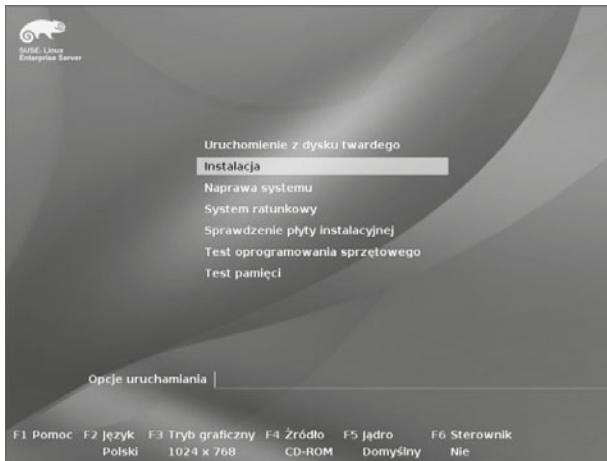 SUSE. Linux
Enterprise Server
Uruchomienie z dysku twardego
Instalacja
Naprawa systemu
System ratunkowy
Sprawdzenie płyty instalacyjnej
Test oprogramowania sprzętowego
Test pamięci
Opcje uruchamiania
F1 Pomoc F2 Język F3 Tryb graficzny F4 Źródło F5 Jądro F6 Sterownik
Polski 1024 x 768 CD-ROM Domyślny Nie